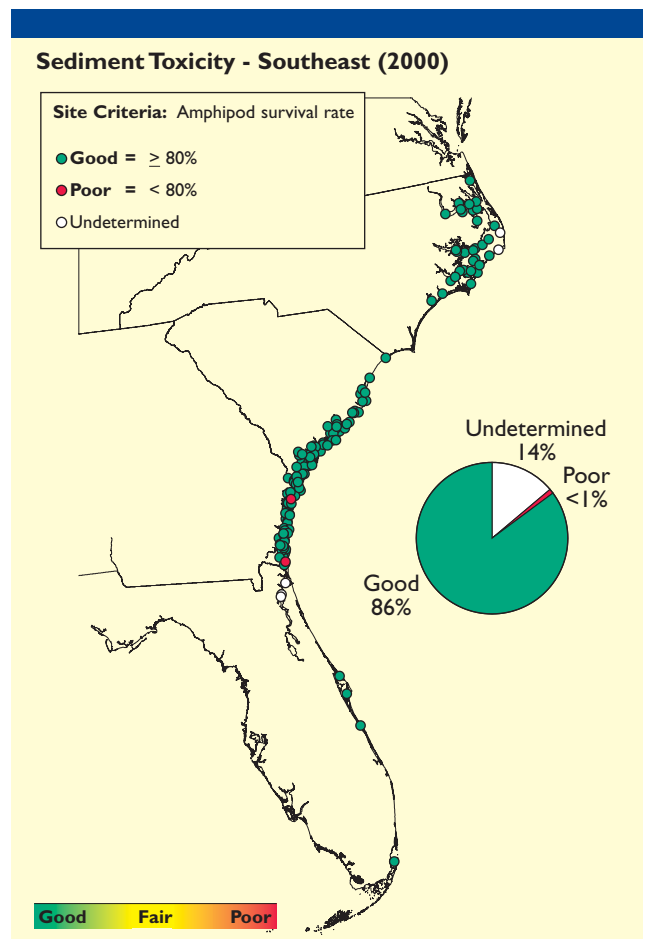 Sediment Toxicity - Southeast (2000)
Site Criteria: Amphipod survival rate
Good = ≥ 80%
Poor = < 80%
Undetermined
Undetermined
14%
Poor
<1%
Good
86%
Good Fair Poor